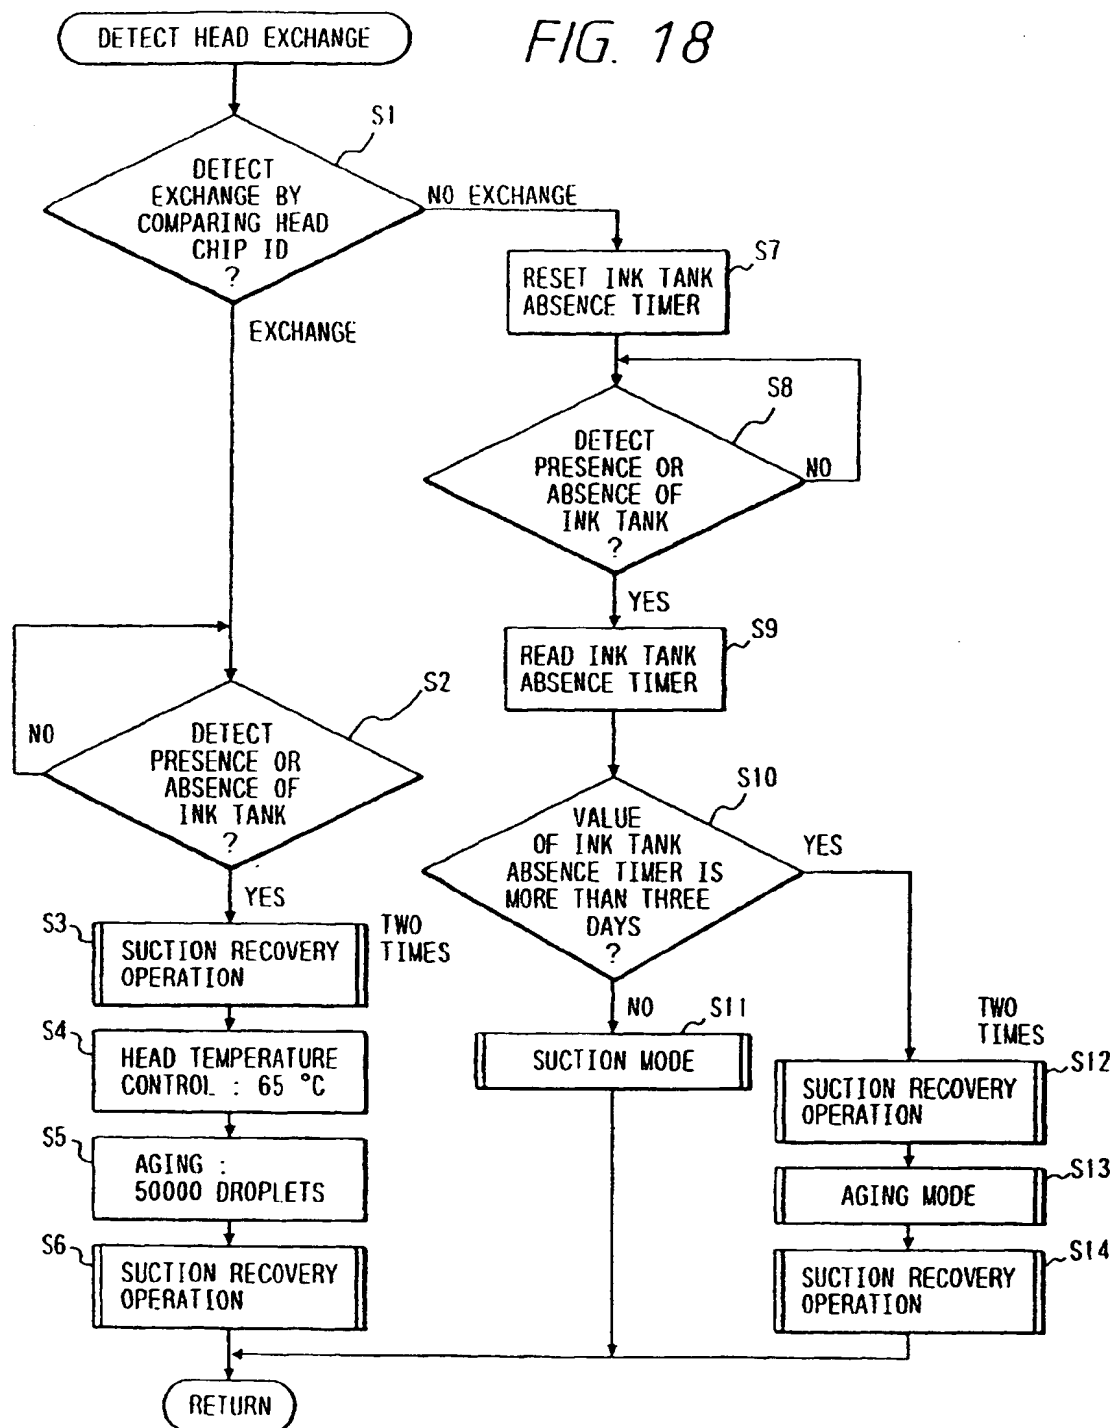 DETECT HEAD EXCHANGE
FIG. 18
S1
DETECT
EXCHANGE BY
COMPARING HEAD
CHIP ID
?
NO EXCHANGE
EXCHANGE
S7
RESET INK TANK
ABSENCE TIMER
S8
DETECT
PRESENCE OR
ABSENCE OF
INK TANK
?
NO
YES
S9
READ INK TANK
ABSENCE TIMER
S2
DETECT
PRESENCE OR
ABSENCE OF
INK TANK
?
NO
YES
S10
VALUE
OF INK TANK
ABSENCE TIMER IS
MORE THAN THREE
DAYS
?
YES
NO
S3
SUCTION RECOVERY
OPERATION
TWO
TIMES
S4
HEAD TEMPERATURE
CONTROL : 65 °C
S5
AGING :
50000 DROPLETS
S6
SUCTION RECOVERY
OPERATION
S11
SUCTION MODE
TWO
TIMES
S12
SUCTION RECOVERY
OPERATION
S13
AGING MODE
S14
SUCTION RECOVERY
OPERATION
RETURN